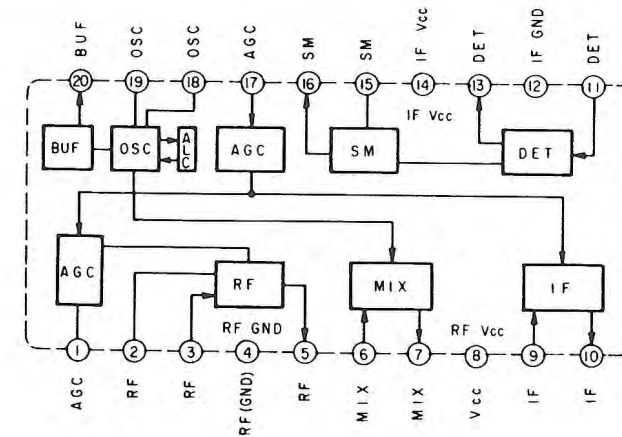 BUF OSC OSC AGC SM SM IF Vcc DET IF GND DET
20 19 18 17 16 15 14 13 12 11
IF Vcc
BUF OSC ALC AGC SM DET
AGC RF MIX IF
RF GND RF Vcc
1 2 3 4 5 6 7 8 9 10
AGC RF RF RF(GND) RF MIX MIX Vcc IF IF